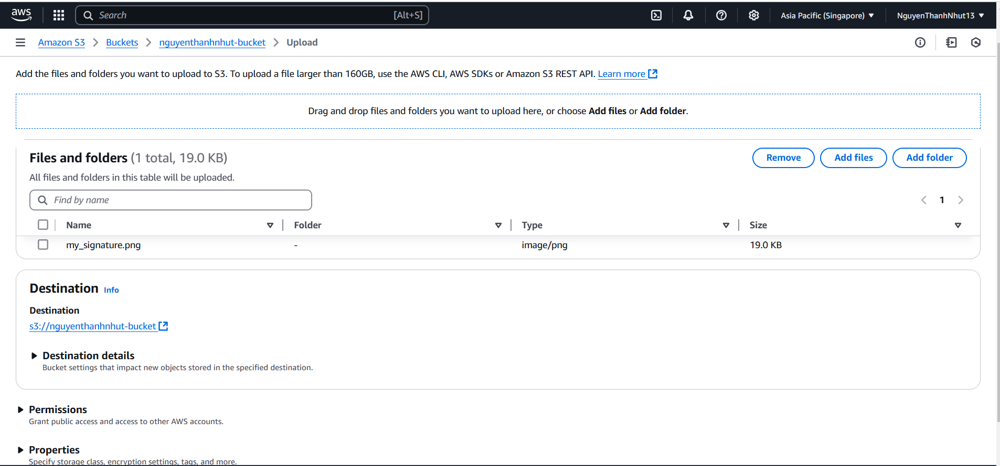 aws Search [Alt+S] Asia Pacific (Singapore) NguyenThanhNhut13
Amazon S3 Buckets nguyenthanhnhut-bucket Upload
Add the files and folders you want to upload to S3. To upload a file larger than 160GB, use the AWS CLI, AWS SDKs or Amazon S3 REST API. Learn more
Drag and drop files and folders you want to upload here, or choose Add files or Add folder.
Files and folders (1 total, 19.0 KB) Remove Add files Add folder
All files and folders in this table will be uploaded.
Find by name 1
Name Folder Type Size
my_signature.png - image/png 19.0 KB
Destination Info
Destination
s3://nguyenthanhnhut-bucket
Destination details
Bucket settings that impact new objects stored in the specified destination.
Permissions
Grant public access and access to other AWS accounts.
Properties
Specify storage class, encryption settings, tags, and more.